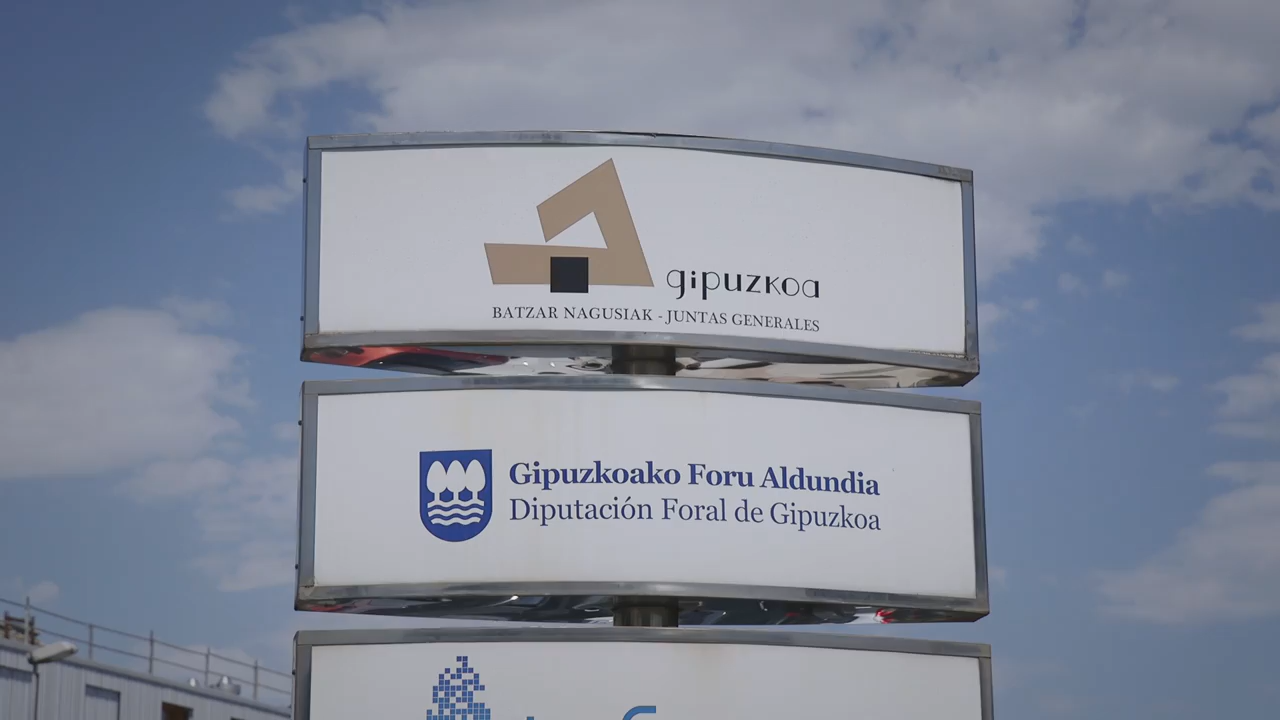 gipuzkoa
BATZAR NAGUSIAK - JUNTAS GENERALES
Gipuzkoako Foru Aldundia
Diputación Foral de Gipuzkoa